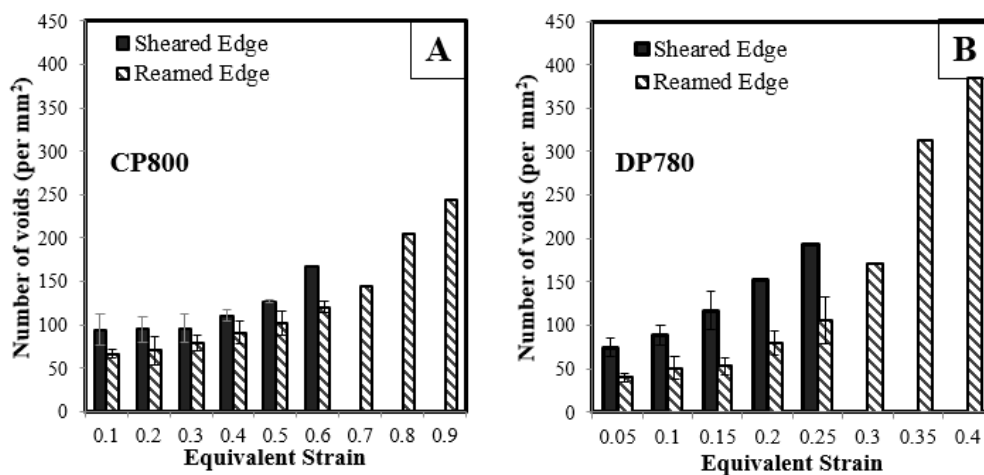 450
400
350
300
250
200
150
100
50
0
Number of voids (per mm²)
Sheared Edge
Reamed Edge
A
CP800
0.1 0.2 0.3 0.4 0.5 0.6 0.7 0.8 0.9
Equivalent Strain
450
400
350
300
250
200
150
100
50
0
Number of voids (per mm²)
Sheared Edge
Reamed Edge
B
DP780
0.05 0.1 0.15 0.2 0.25 0.3 0.35 0.4
Equivalent Strain